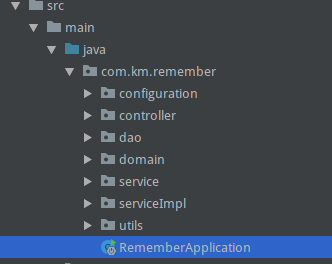 src
main
java
com.km.remember
configuration
controller
dao
domain
service
serviceImpl
utils
RememberApplication